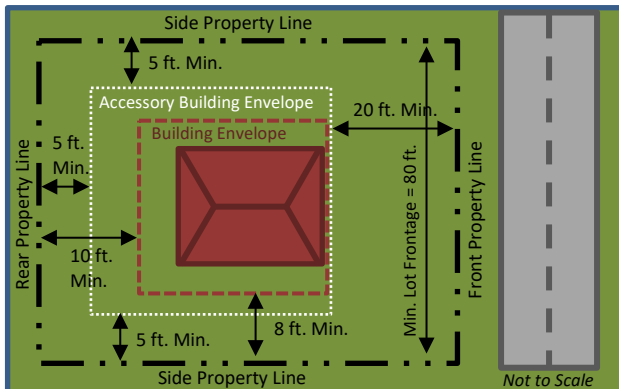 Side Property Line
5 ft. Min.
Accessory Building Envelope
Building Envelope
20 ft. Min.
5 ft.
Min.
Rear Property Line
10 ft.
Min.
Min. Lot Frontage = 80 ft.
Front Property Line
5 ft. Min.
8 ft. Min.
Side Property Line
Not to Scale